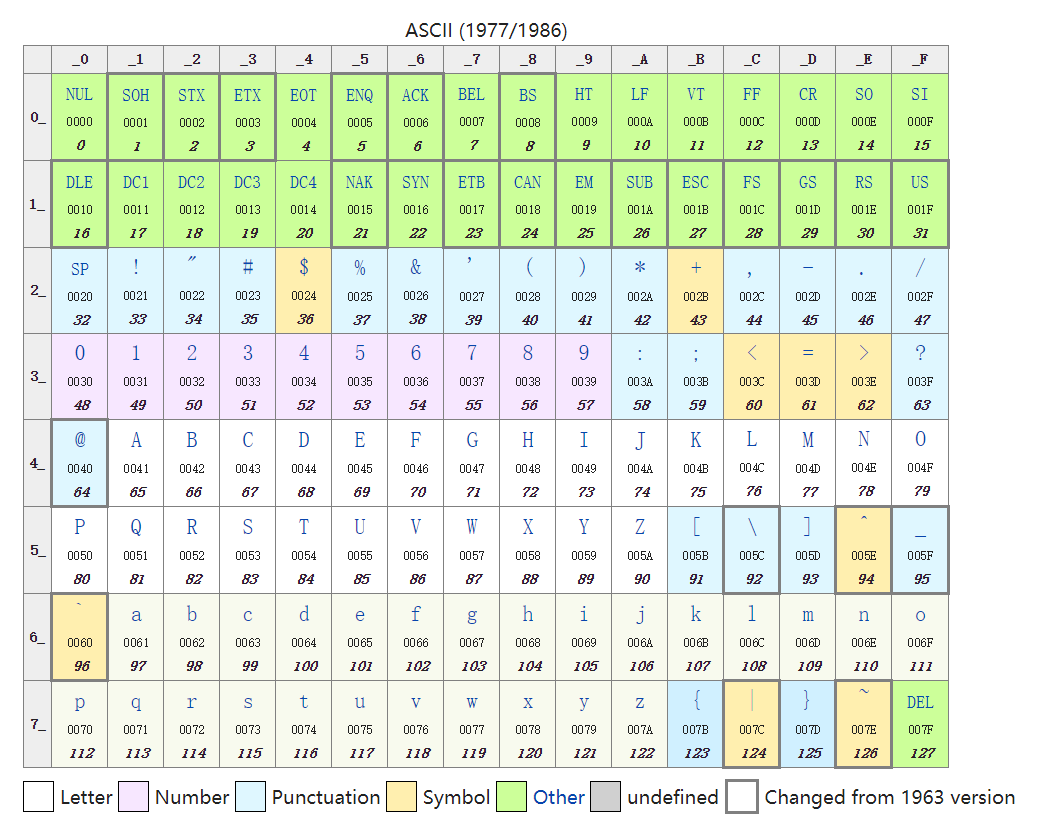 ASCII (1977/1986)
_0 _1 _2 _3 _4 _5 _6 _7 _8 _9 _A _B _C _D _E _F
NUL SOH STX ETX EOT ENQ ACK BEL BS HT LF VT FF CR SO SI
0_ 0000 0001 0002 0003 0004 0005 0006 0007 0008 0009 000A 000B 000C 000D 000E 000F
0 1 2 3 4 5 6 7 8 9 10 11 12 13 14 15
DLE DC1 DC2 DC3 DC4 NAK SYN ETB CAN EM SUB ESC FS GS RS US
1_ 0010 0011 0012 0013 0014 0015 0016 0017 0018 0019 001A 001B 001C 001D 001E 001F
16 17 18 19 20 21 22 23 24 25 26 27 28 29 30 31
SP ! ″ # $ % & ’ ( ) * + , − . /
2_ 0020 0021 0022 0023 0024 0025 0026 0027 0028 0029 002A 002B 002C 002D 002E 002F
32 33 34 35 36 37 38 39 40 41 42 43 44 45 46 47
0 1 2 3 4 5 6 7 8 9 : ; < = > ?
3_ 0030 0031 0032 0033 0034 0035 0036 0037 0038 0039 003A 003B 003C 003D 003E 003F
48 49 50 51 52 53 54 55 56 57 58 59 60 61 62 63
@ A B C D E F G H I J K L M N O
4_ 0040 0041 0042 0043 0044 0045 0046 0047 0048 0049 004A 004B 004C 004D 004E 004F
64 65 66 67 68 69 70 71 72 73 74 75 76 77 78 79
P Q R S T U V W X Y Z [ \ ] ^ _
5_ 0050 0051 0052 0053 0054 0055 0056 0057 0058 0059 005A 005B 005C 005D 005E 005F
80 81 82 83 84 85 86 87 88 89 90 91 92 93 94 95
` a b c d e f g h i j k l m n o
6_ 0060 0061 0062 0063 0064 0065 0066 0067 0068 0069 006A 006B 006C 006D 006E 006F
96 97 98 99 100 101 102 103 104 105 106 107 108 109 110 111
p q r s t u v w x y z { | } ~ DEL
7_ 0070 0071 0072 0073 0074 0075 0076 0077 0078 0079 007A 007B 007C 007D 007E 007F
112 113 114 115 116 117 118 119 120 121 122 123 124 125 126 127
Letter Number Punctuation Symbol Other undefined Changed from 1963 version